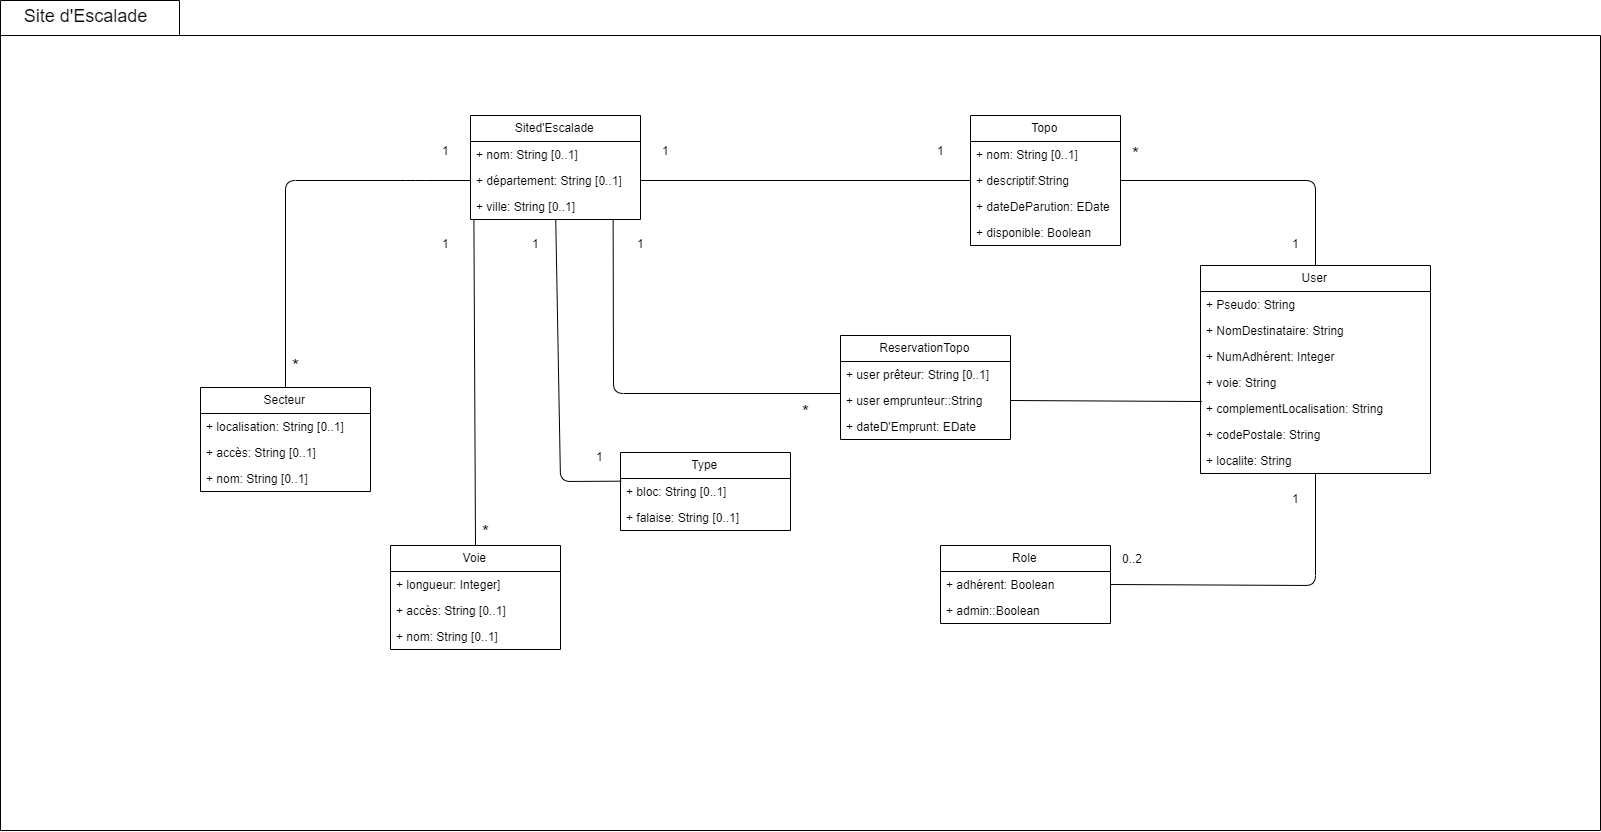 Site d'Escalade
Sited'Escalade
+ nom: String [0..1]
+ département: String [0..1]
+ ville: String [0..1]
1
1
1
1
1
1
Topo
+ nom: String [0..1]
+ descriptif:String
+ dateDeParution: EDate
+ disponible: Boolean
*
1
User
+ Pseudo: String
+ NomDestinataire: String
+ NumAdhérent: Integer
+ voie: String
+ complementLocalisation: String
+ codePostale: String
+ localite: String
ReservationTopo
+ user prêteur: String [0..1]
+ user emprunteur::String
+ dateD'Emprunt: EDate
*
*
Secteur
+ localisation: String [0..1]
+ accès: String [0..1]
+ nom: String [0..1]
1
Type
+ bloc: String [0..1]
+ falaise: String [0..1]
*
Voie
+ longueur: Integer]
+ accès: String [0..1]
+ nom: String [0..1]
1
0..2
Role
+ adhérent: Boolean
+ admin::Boolean